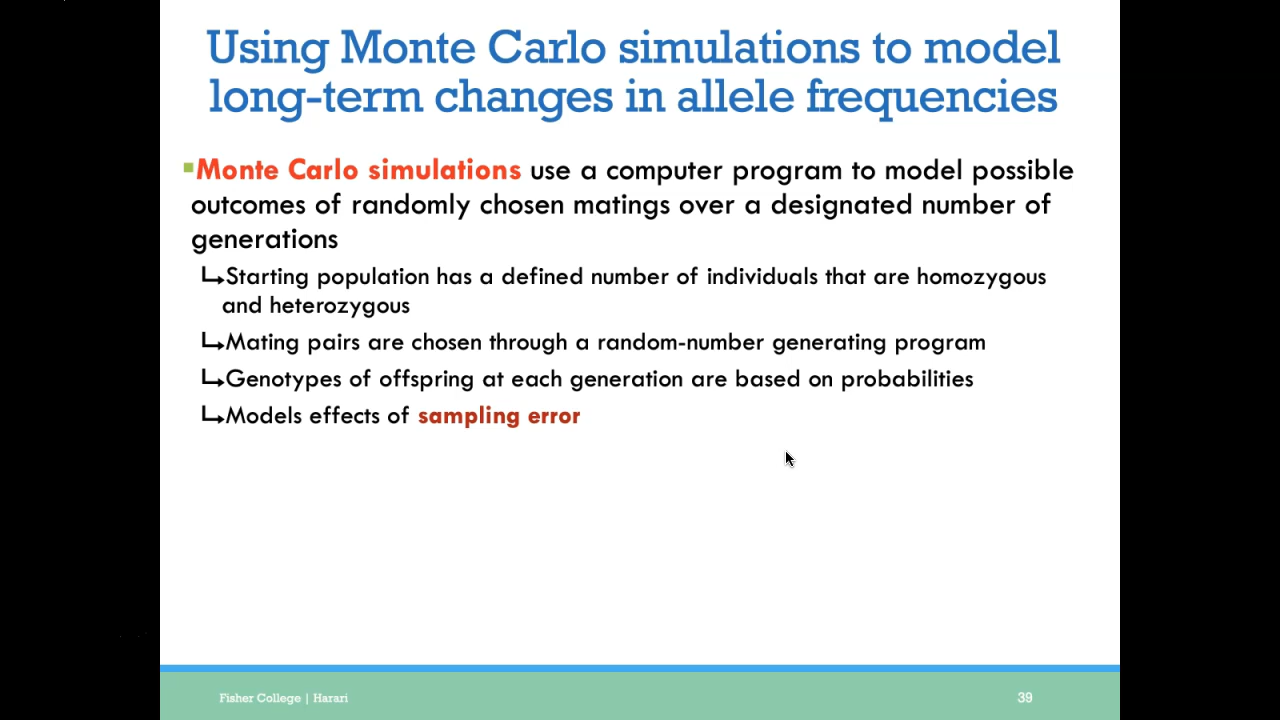 Using Monte Carlo simulations to model
long-term changes in allele frequencies
▪Monte Carlo simulations use a computer program to model possible
outcomes of randomly chosen matings over a designated number of
generations
↳Starting population has a defined number of individuals that are homozygous
and heterozygous
↳Mating pairs are chosen through a random-number generating program
↳Genotypes of offspring at each generation are based on probabilities
↳Models effects of sampling error
Fisher College | Harari
39